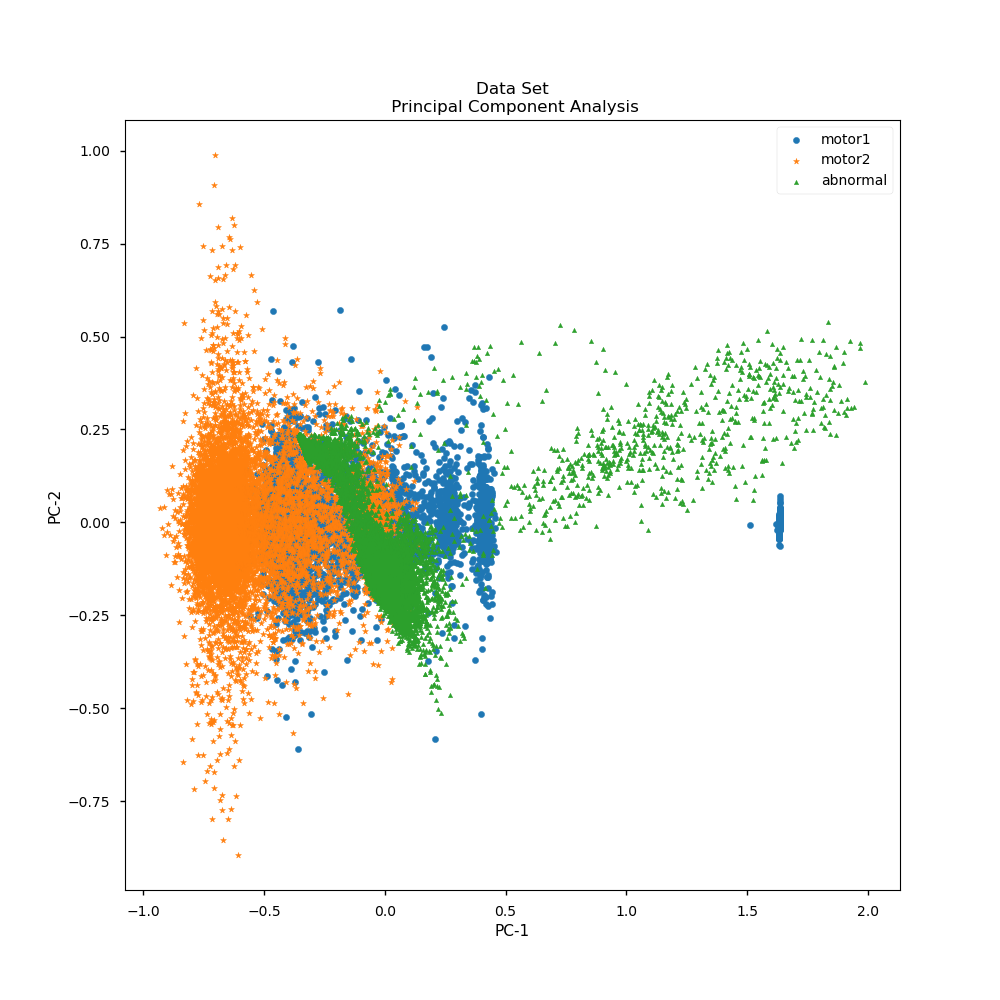 Data Set
Principal Component Analysis
motor1
motor2
abnormal
1.00
0.75
0.50
0.25
0.00
−0.25
−0.50
−0.75
PC-2
−1.0
−0.5
0.0
0.5
1.0
1.5
2.0
PC-1